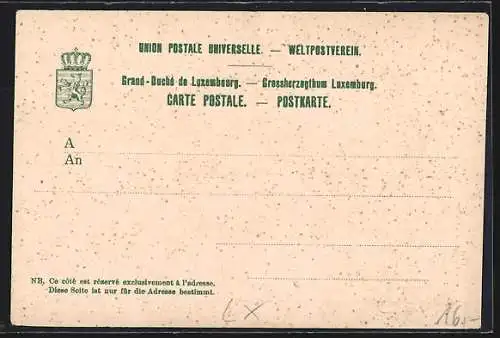 UNION POSTALE UNIVERSELLE. — WELTPOSTVEREIN.
Grand-Duché de Luxembourg. — Grossherzogthum Luxemburg.
CARTE POSTALE. — POSTKARTE.
A
An
NB. Ce côté est réservé exclusivement à l'adresse.
Diese Seite ist nur für die Adresse bestimmt.
X 16.-